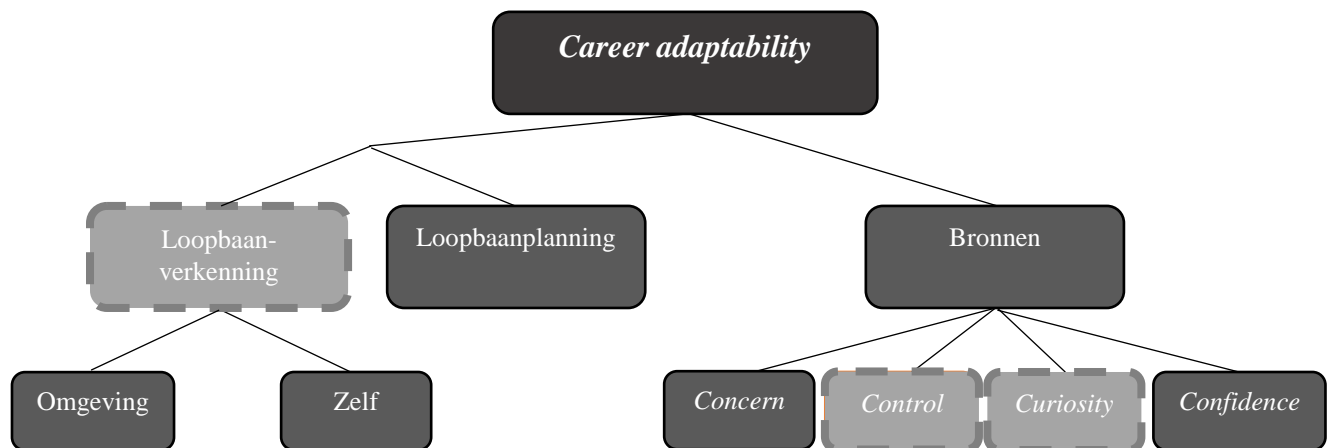 Career adaptability
Loopbaan-
verkenning
Loopbaanplanning
Bronnen
Omgeving
Zelf
Concern
Control
Curiosity
Confidence